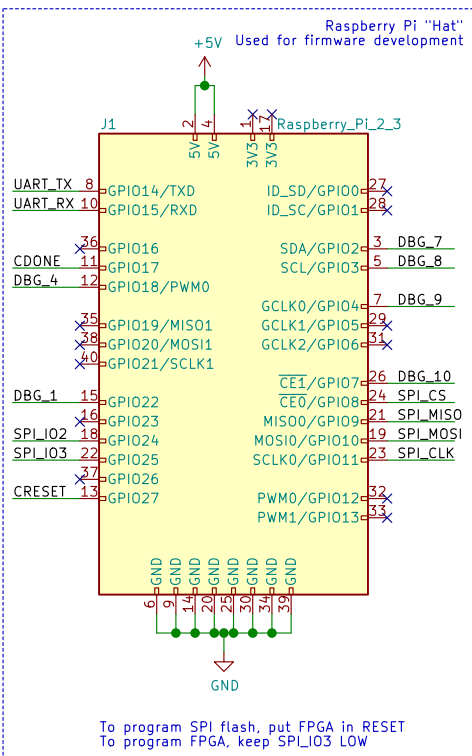 Raspberry Pi "Hat"
Used for firmware development
+5V
J1
Raspberry_Pi_2_3
2 4 1 17
5V 5V 3V3 3V3
UART_TX 8 GPIO14/TXD ID_SD/GPIO0 27
UART_RX 10 GPIO15/RXD ID_SC/GPIO1 28
36 GPIO16 SDA/GPIO2 3 DBG_7
CDONE 11 GPIO17 SCL/GPIO3 5 DBG_8
DBG_4 12 GPIO18/PWM0
GCLK0/GPIO4 7 DBG_9
35 GPIO19/MISO1 GCLK1/GPIO5 29
38 GPIO20/MOSI1 GCLK2/GPIO6 31
40 GPIO21/SCLK1
CE1/GPIO7 26 DBG_10
DBG_1 15 GPIO22 CE0/GPIO8 24 SPI_CS
16 GPIO23 MISO0/GPIO9 21 SPI_MISO
SPI_IO2 18 GPIO24 MOSI0/GPIO10 19 SPI_MOSI
SPI_IO3 22 GPIO25 SCLK0/GPIO11 23 SPI_CLK
37 GPIO26
CRESET 13 GPIO27 PWM0/GPIO12 32
PWM1/GPIO13 33
GND GND GND GND GND GND GND GND
6 9 14 20 25 30 34 39
GND
To program SPI flash, put FPGA in RESET
To program FPGA, keep SPI_IO3 LOW